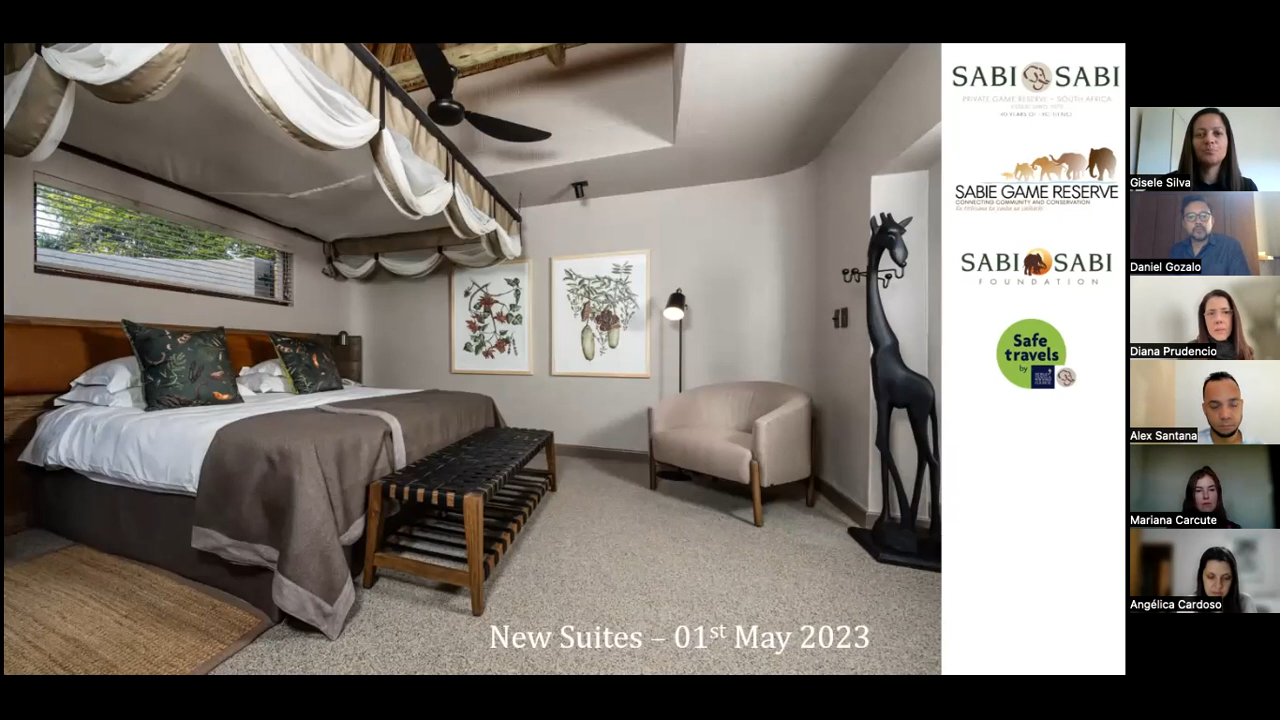 New Suites – 01st May 2023
SABI SABI
PRIVATE GAME RESERVE – SOUTH AFRICA
SABIE GAME RESERVE
CONNECTING COMMUNITY AND CONSERVATION
SABI SABI
FOUNDATION
Safe
travels
by
Gisele Silva
Daniel Gozalo
Diana Prudencio
Alex Santana
Mariana Carcute
Angélica Cardoso